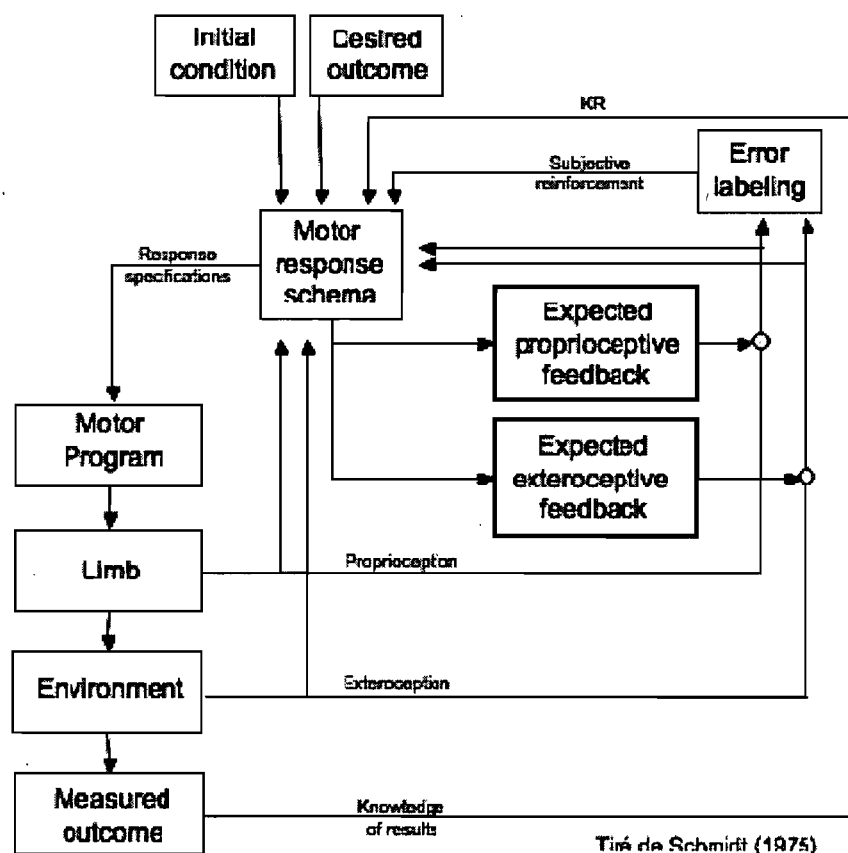 Initial
condition
Desired
outcome
KR
Error
labeling
Subjective
reinforcement
Motor
response
schema
Response
specifications
Expected
proprioceptive
feedback
Motor
Program
Expected
exteroceptive
feedback
Limb
Proprioception
Environment
Exteroception
Measured
outcome
Knowledge
of results
Tiré de Schmidt (1975)